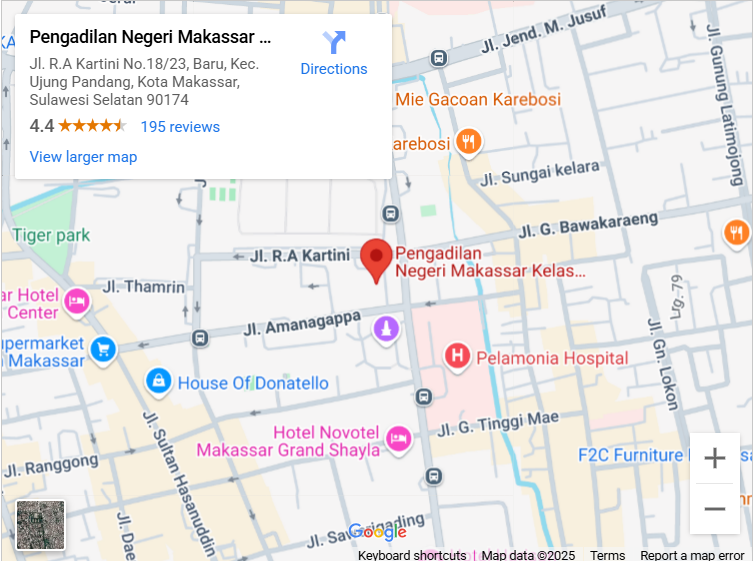 Pengadilan Negeri Makassar ...
Directions
Jl. R.A Kartini No.18/23, Baru, Kec.
Ujung Pandang, Kota Makassar,
Sulawesi Selatan 90174
4.4
195 reviews
View larger map
Jl. Jend. M. Jusuf
Jl. Gunung Latimojong
Mie Gacoan Karebosi
arebosi
Jl. Sungai kelara
Jl. G. Bawakaraeng
Tiger park
Jl. R.A Kartini
Pengadilan
Negeri Makassar Kelas...
Jl. Thamrin
ar Hotel
Center
Lrg. 79
Jl. Amanagappa
upermarket
Makassar
Pelamonia Hospital
House Of Donatello
Jl. Gn. Lokon
Jl. Sultan Hasanuddin
Jl. G. Tinggi Mae
Hotel Novotel
Makassar Grand Shayla
F2C Furniture
Jl. Ranggong
Jl. Dae
Google
Keyboard shortcuts
Map data ©2025
Terms
Report a map error